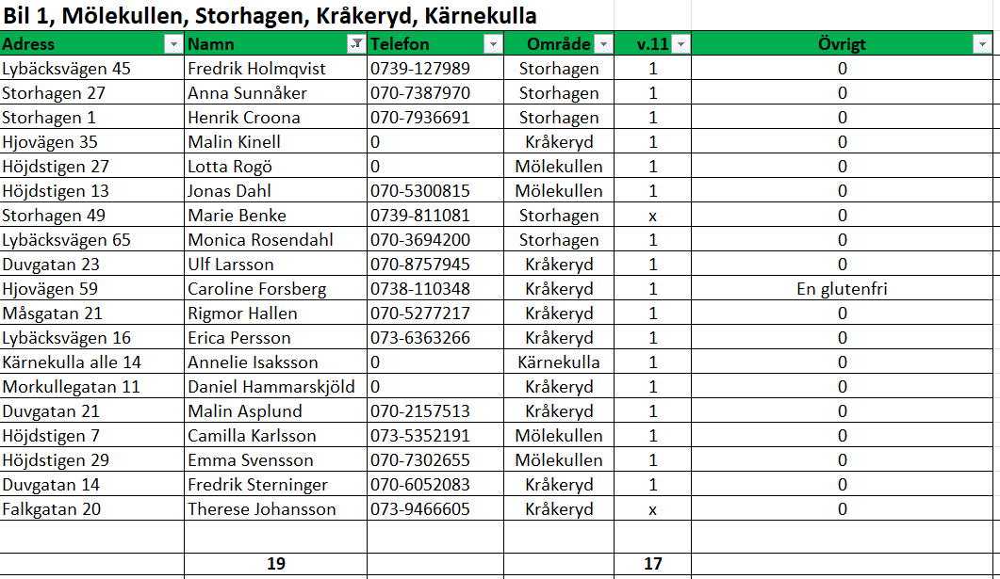 Bil 1, Mölekullen, Storhagen, Kråkeryd, Kärnekulla
Adress Namn Telefon Område v.11 Övrigt
Lybäcksvägen 45 Fredrik Holmqvist 0739-127989 Storhagen 1 0
Storhagen 27 Anna Sunnåker 070-7387970 Storhagen 1 0
Storhagen 1 Henrik Croona 070-7936691 Storhagen 1 0
Hjovägen 35 Malin Kinell 0 Kråkeryd 1 0
Höjdstigen 27 Lotta Rogö 0 Mölekullen 1 0
Höjdstigen 13 Jonas Dahl 070-5300815 Mölekullen 1 0
Storhagen 49 Marie Benke 0739-811081 Storhagen x 0
Lybäcksvägen 65 Monica Rosendahl 070-3694200 Storhagen 1 0
Duvgatan 23 Ulf Larsson 070-8757945 Kråkeryd 1 0
Hjovägen 59 Caroline Forsberg 0738-110348 Kråkeryd 1 En glutenfri
Måsgatan 21 Rigmor Hallen 070-5277217 Kråkeryd 1 0
Lybäcksvägen 16 Erica Persson 073-6363266 Kråkeryd 1 0
Kärnekulla alle 14 Annelie Isaksson 0 Kärnekulla 1 0
Morkullegatan 11 Daniel Hammarskjöld 0 Kråkeryd 1 0
Duvgatan 21 Malin Asplund 070-2157513 Kråkeryd 1 0
Höjdstigen 7 Camilla Karlsson 073-5352191 Mölekullen 1 0
Höjdstigen 29 Emma Svensson 070-7302655 Mölekullen 1 0
Duvgatan 14 Fredrik Sterninger 070-6052083 Kråkeryd 1 0
Falkgatan 20 Therese Johansson 073-9466605 Kråkeryd x 0
19 17